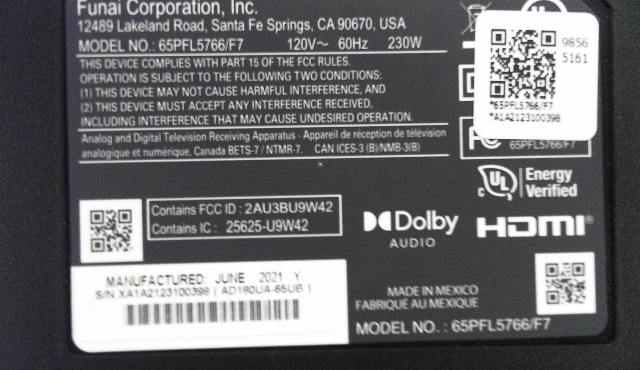 Funai Corporation, Inc.
12489 Lakeland Road, Santa Fe Springs, CA 90670, USA
MODEL NO. : 65PFL5766/F7 120V~ 60Hz 230W
THIS DEVICE COMPLIES WITH PART 15 OF THE FCC RULES.
OPERATION IS SUBJECT TO THE FOLLOWING TWO CONDITIONS:
(1) THIS DEVICE MAY NOT CAUSE HARMFUL INTERFERENCE, AND
(2) THIS DEVICE MUST ACCEPT ANY INTERFERENCE RECEIVED,
INCLUDING INTERFERENCE THAT MAY CAUSE UNDESIRED OPERATION.
Analog and Digital Television Receiving Apparatus - Appareil de réception de télévision
analogique et numérique, Canada BETS-7 / NTMR-7. CAN ICES-3 (B)/NMB-3(B)
9856
5161
*65PFL5766/F7
*A1A2123100398
FC
65PFL5766/F7
c UL Energy
Verified
Contains FCC ID : 2AU3BU9W42
Contains IC : 25625-U9W42
Dolby
AUDIO
HDMI®
MANUFACTURED: JUNE 2021 Y
S/N XA1A2123100398 ( AD180UA-65UB )
MADE IN MEXICO
FABRIQUÉ AU MEXIQUE
MODEL NO. : 65PFL5766/F7